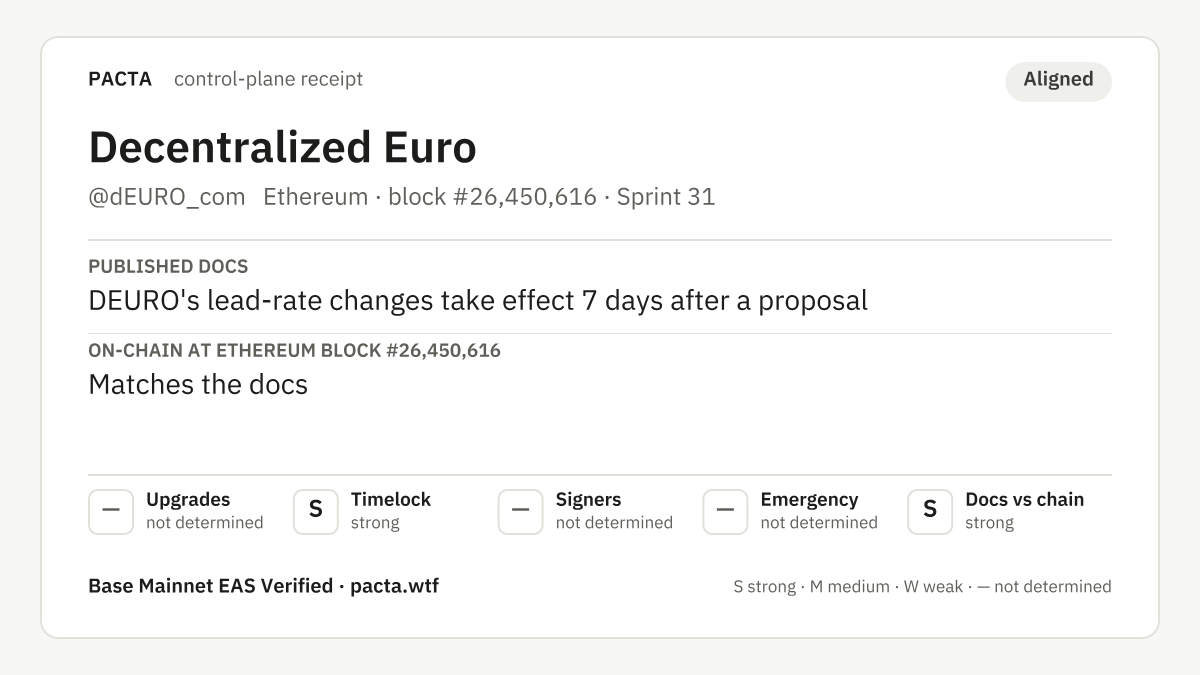 PACTA control-plane receipt Aligned
Decentralized Euro
@dEURO_com Ethereum · block #26,450,616 · Sprint 31
PUBLISHED DOCS
DEURO's lead-rate changes take effect 7 days after a proposal
ON-CHAIN AT ETHEREUM BLOCK #26,450,616
Matches the docs
— Upgrades not determined
S Timelock strong
— Signers not determined
— Emergency not determined
S Docs vs chain strong
Base Mainnet EAS Verified · pacta.wtf
S strong · M medium · W weak · — not determined